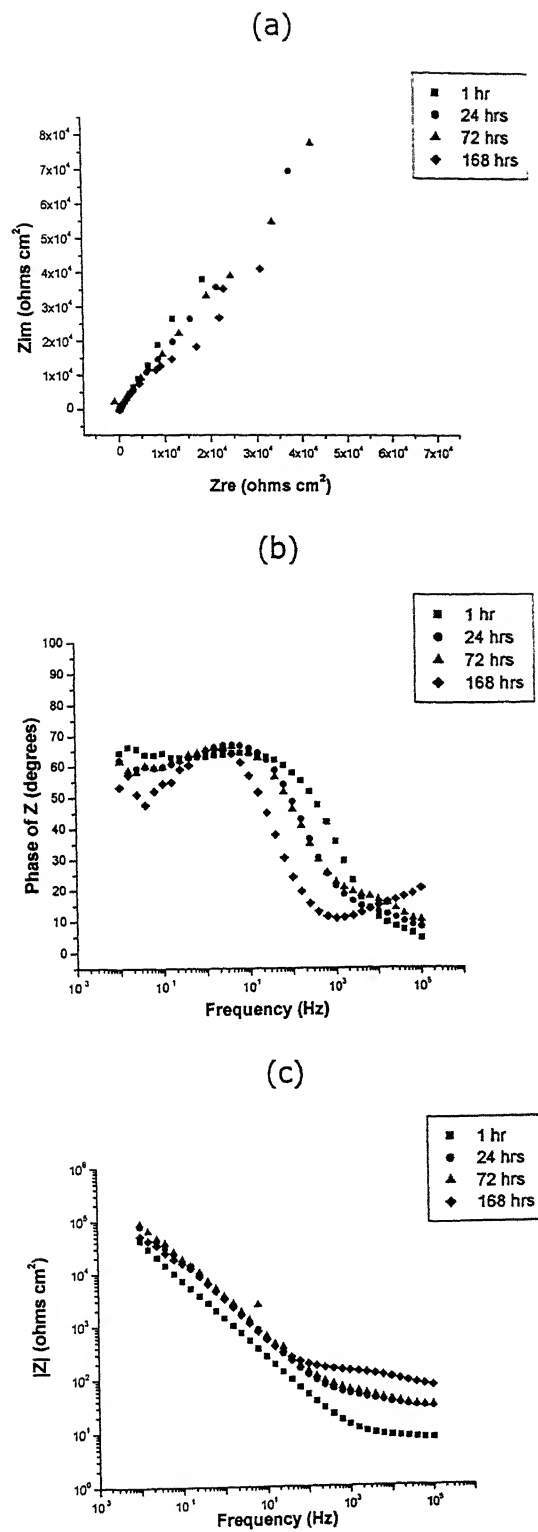 (a)
1 hr
24 hrs
72 hrs
168 hrs
8x10⁴
7x10⁴
6x10⁴
5x10⁴
4x10⁴
3x10⁴
2x10⁴
1x10⁴
0
Zim (ohms cm²)
0 1x10⁴ 2x10⁴ 3x10⁴ 4x10⁴ 5x10⁴ 6x10⁴ 7x10⁴
Zre (ohms cm²)
(b)
1 hr
24 hrs
72 hrs
168 hrs
100
90
80
70
60
50
40
30
20
10
0
Phase of Z (degrees)
10³ 10¹ 10¹ 10³ 10⁵
Frequency (Hz)
(c)
1 hr
24 hrs
72 hrs
168 hrs
10⁶
10⁵
10⁴
10³
10²
10¹
10⁰
|Z| (ohms cm²)
10³ 10¹ 10¹ 10³ 10⁵
Frequency (Hz)